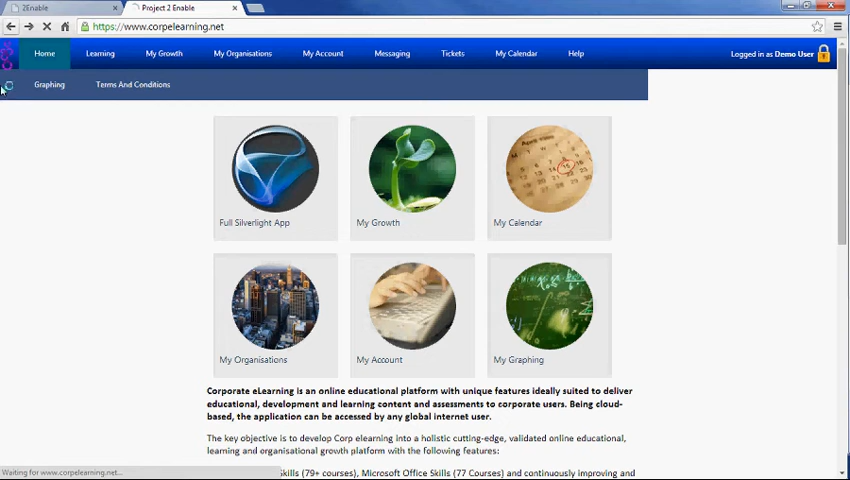 2Enable
Project 2 Enable
https://www.corpelearning.net
Home Learning My Growth My Organisations My Account Messaging Tickets My Calendar Help Logged in as Demo User
Graphing Terms And Conditions
Full Silverlight App My Growth My Calendar
My Organisations My Account My Graphing
Corporate eLearning is an online educational platform with unique features ideally suited to deliver
educational, development and learning content and assessments to corporate users. Being cloud-
based, the application can be accessed by any global internet user.
The key objective is to develop Corp elearning into a holistic cutting-edge, validated online educational,
learning and organisational growth platform with the following features:
Skills (79+ courses), Microsoft Office Skills (77 Courses) and continuously improving and
Waiting for www.corpelearning.net...